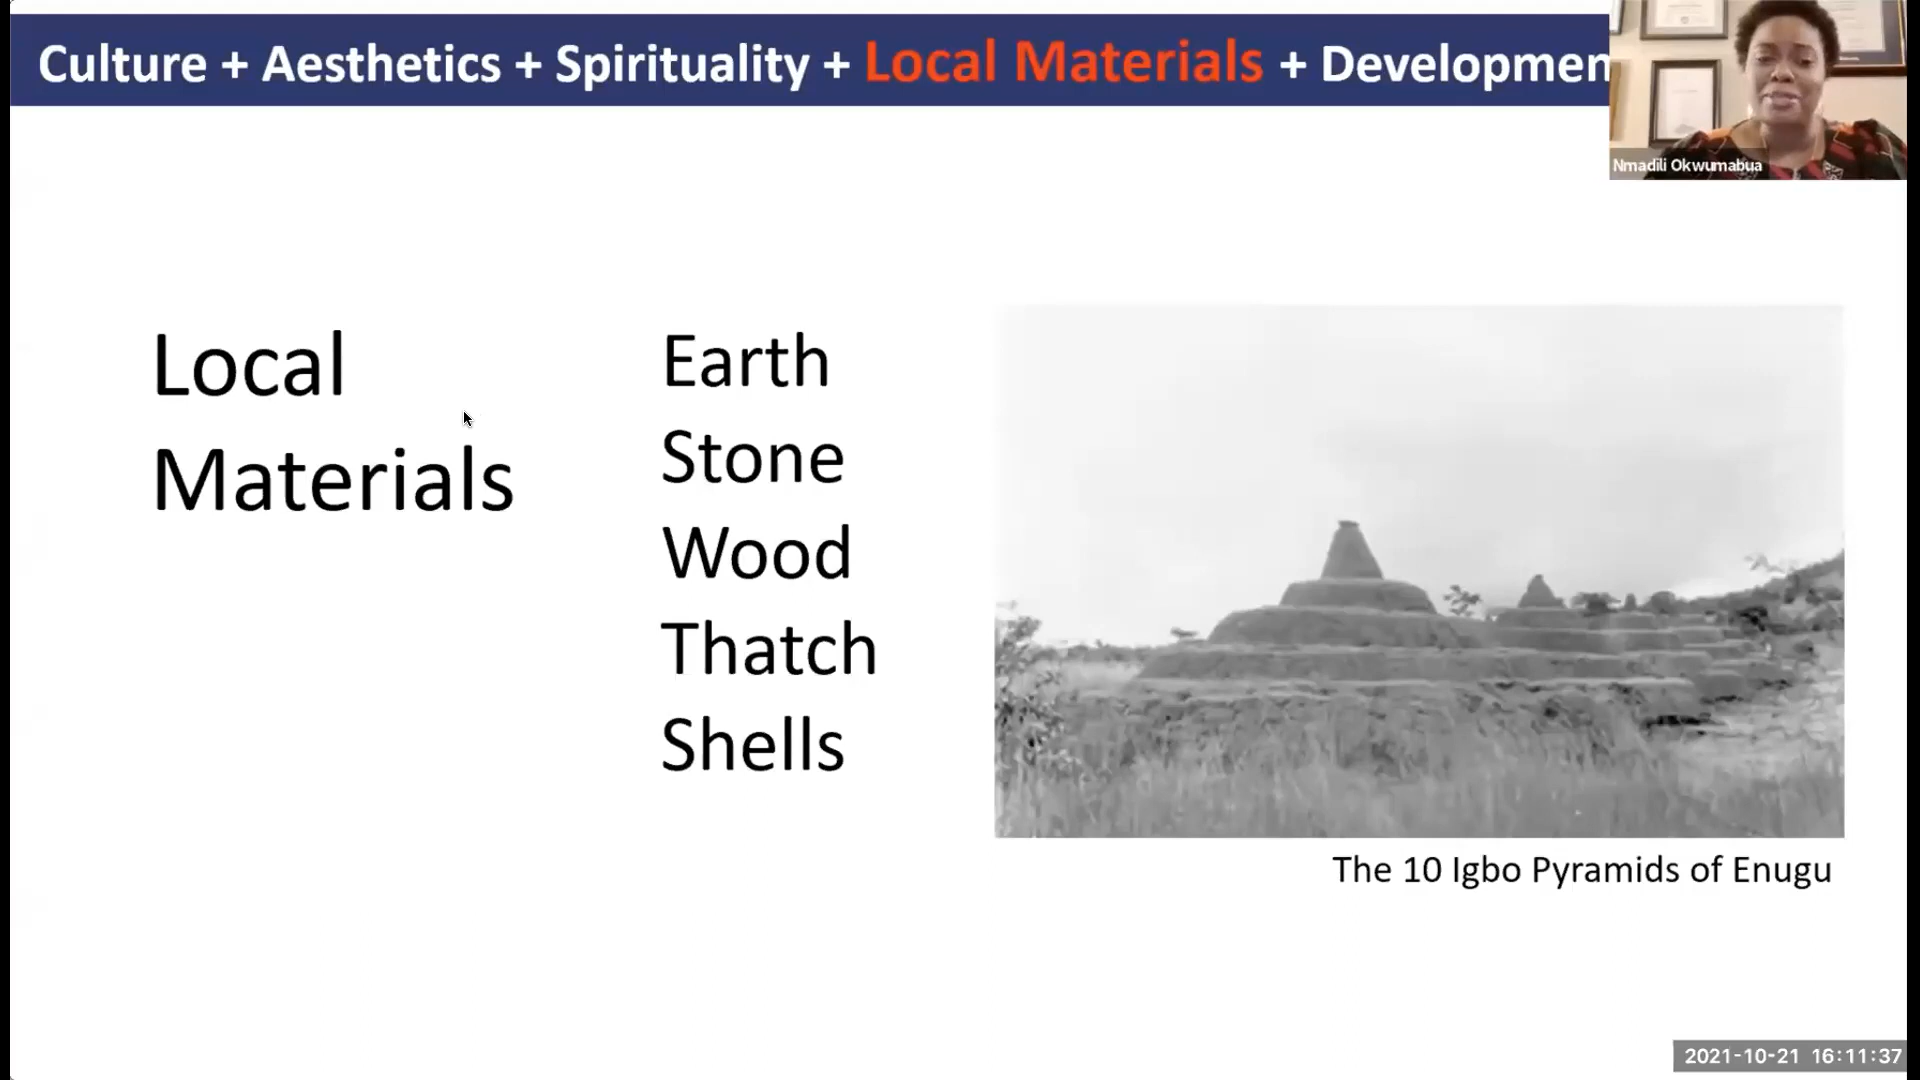 Culture + Aesthetics + Spirituality + Local Materials + Developmen
Nmadili Okwumabua
Local
Materials
Earth
Stone
Wood
Thatch
Shells
The 10 Igbo Pyramids of Enugu
2021-10-21 16:11:37